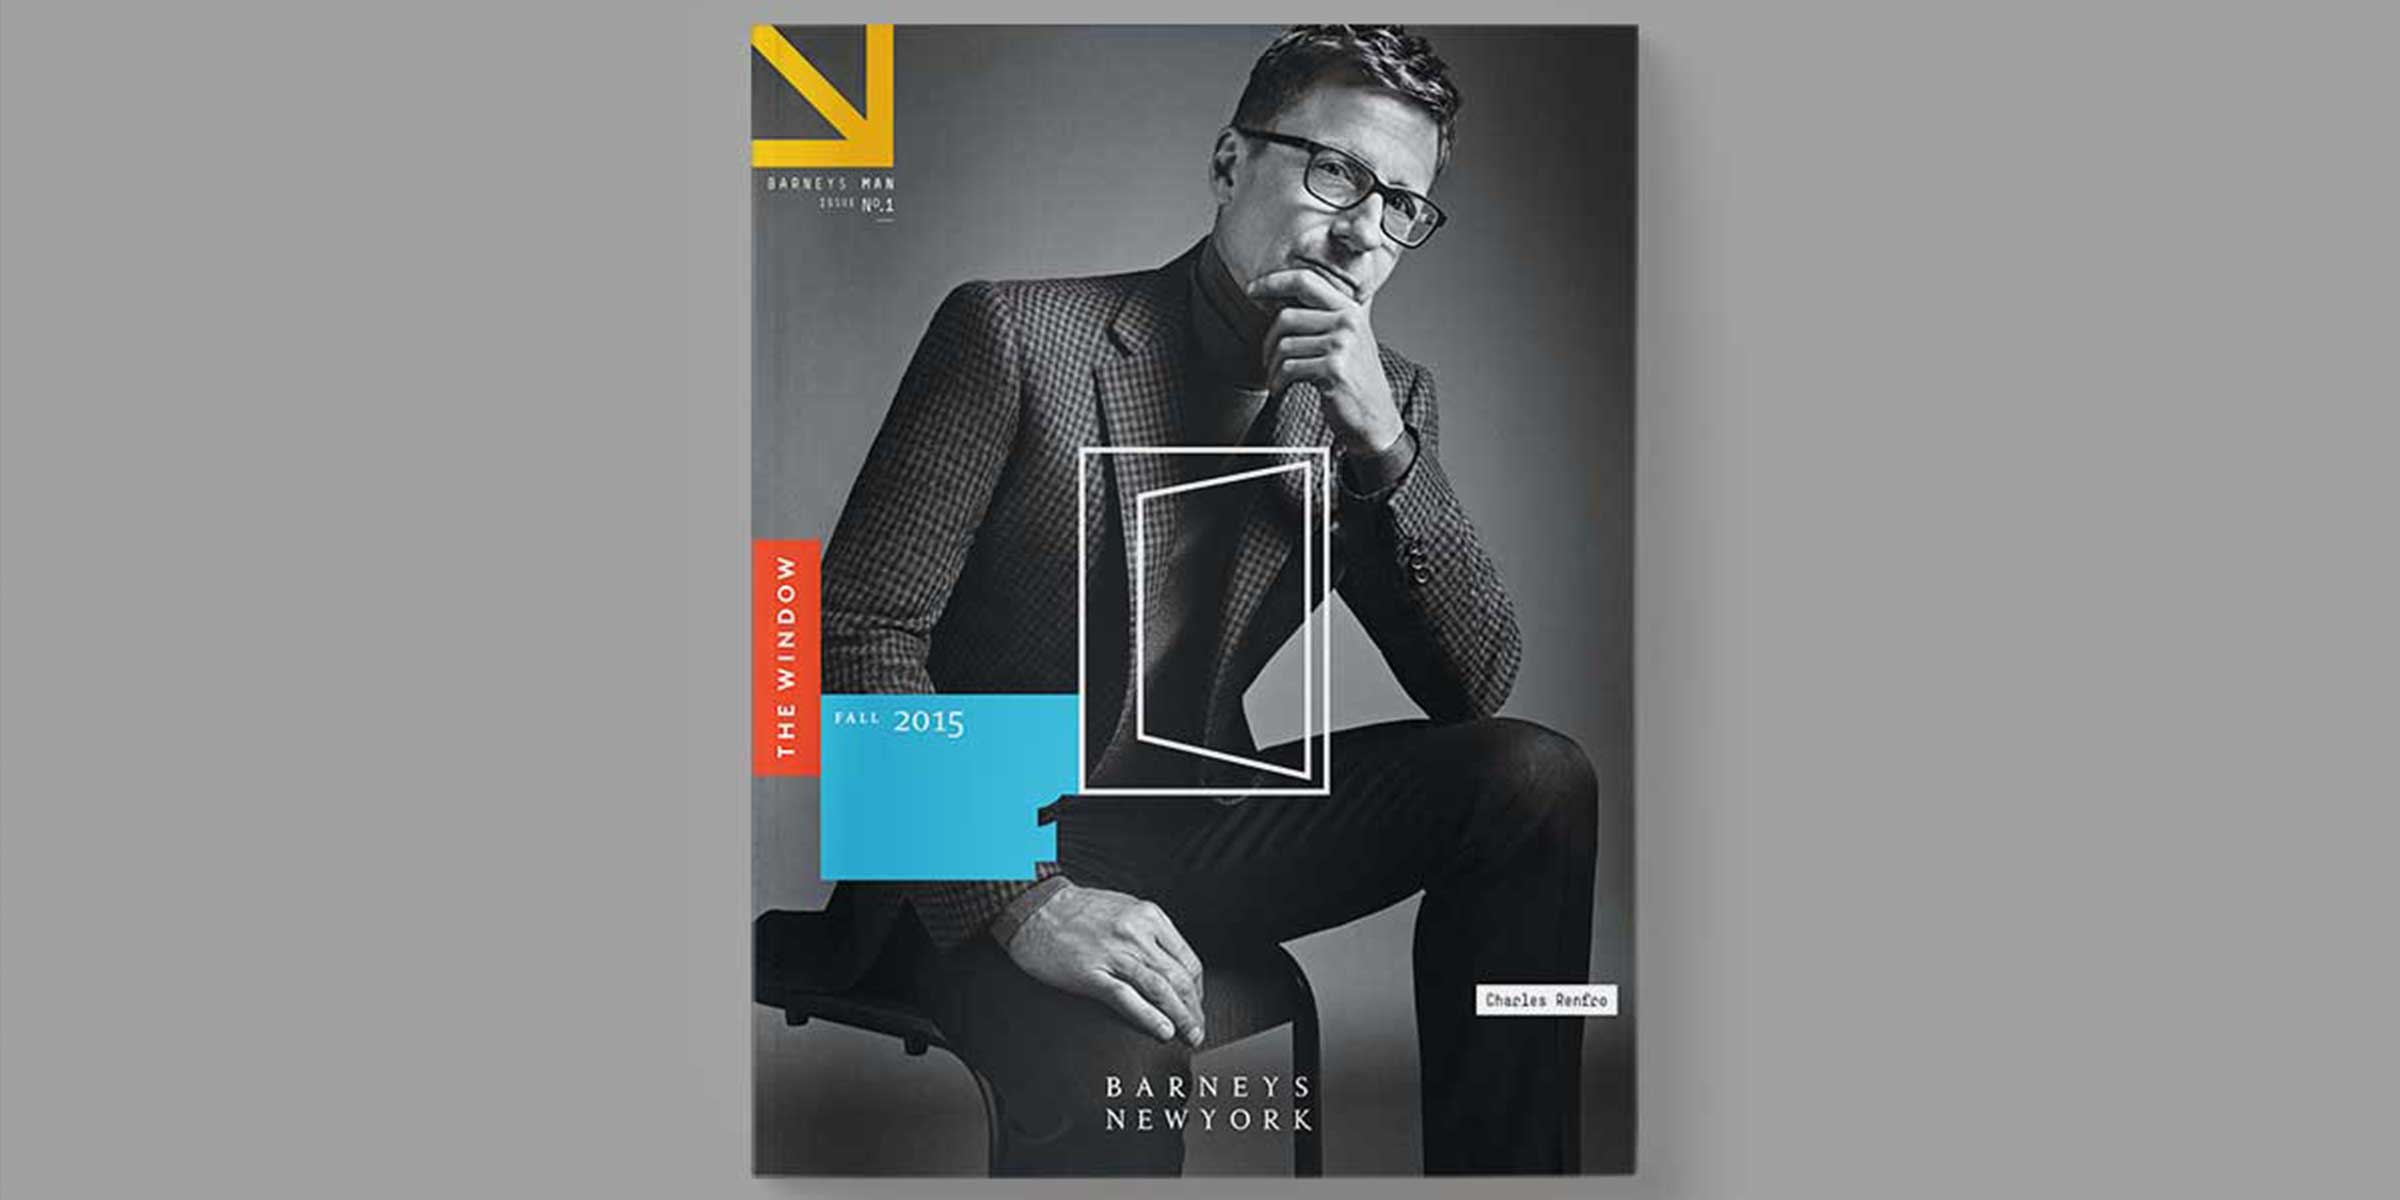 BARNEYS MAN
ISSUE Nº.1
THE WINDOW
FALL 2015
Charles Renfro
BARNEYS
NEWYORK